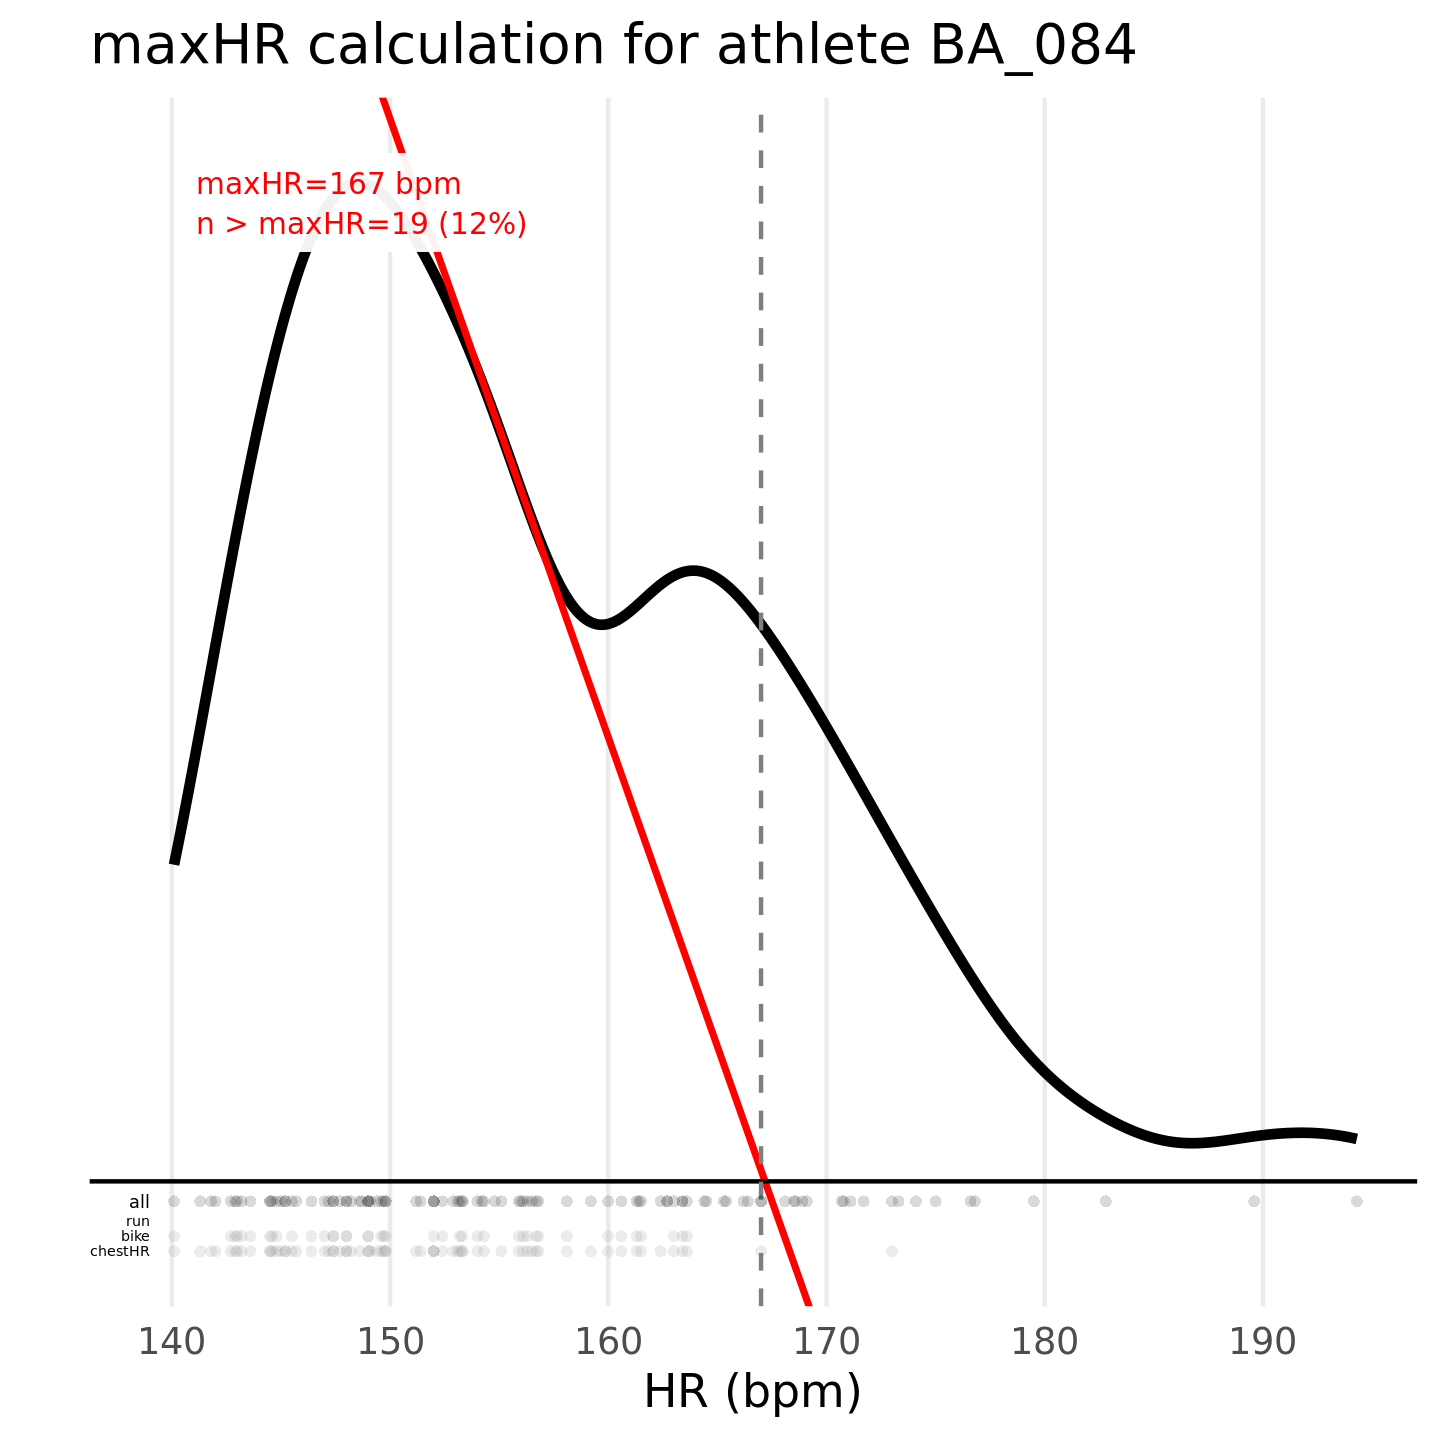 maxHR calculation for athlete BA_084
maxHR=167 bpm
n > maxHR=19 (12%)
all
run
bike
chestHR
140 150 160 170 180 190
HR (bpm)